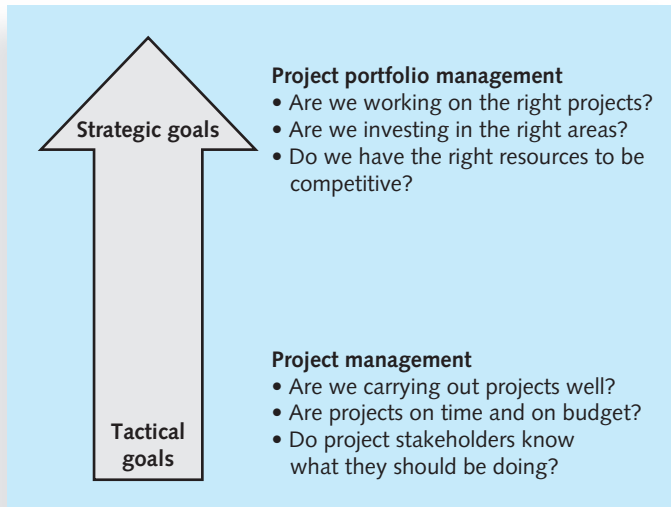 Strategic goals
Project portfolio management
• Are we working on the right projects?
• Are we investing in the right areas?
• Do we have the right resources to be
competitive?
Project management
• Are we carrying out projects well?
• Are projects on time and on budget?
• Do project stakeholders know
what they should be doing?
Tactical
goals